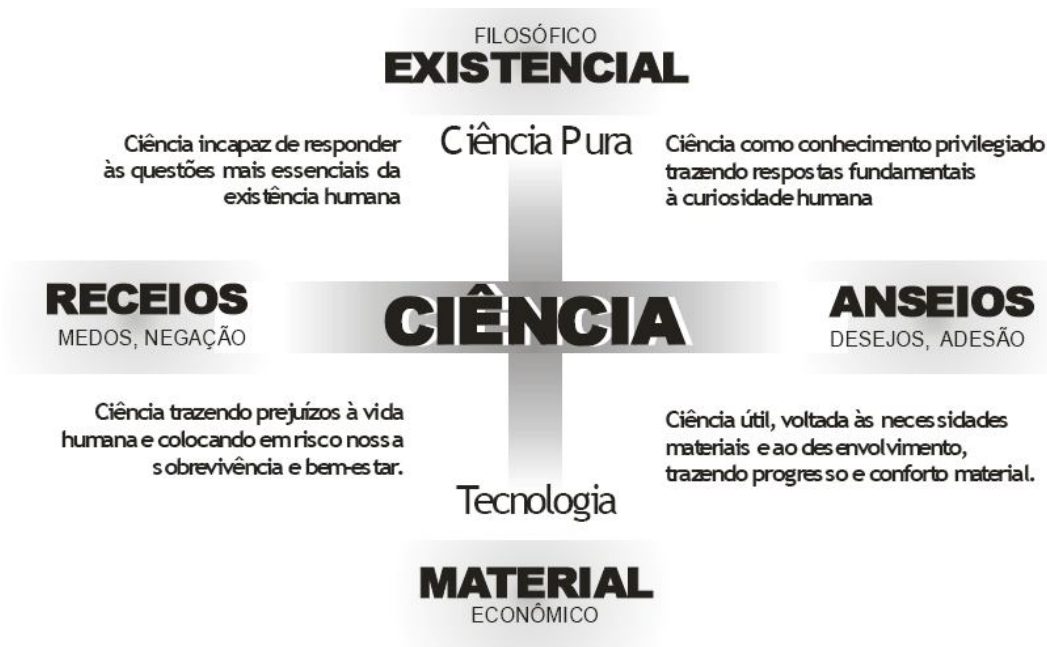 FILOSÓFICO
EXISTENCIAL
Ciência Pura
Ciência incapaz de responder
às questões mais essenciais da
existência humana
Ciência como conhecimento privilegiado
trazendo respostas fundamentais
à curiosidade humana
RECEIOS
MEDOS, NEGAÇÃO
CIÊNCIA
ANSEIOS
DESEJOS, ADESÃO
Ciência trazendo prejuízos à vida
humana e colocando em risco nossa
sobrevivência e bem-estar.
Ciência útil, voltada às necessidades
materiais e ao desenvolvimento,
trazendo progresso e conforto material.
Tecnologia
MATERIAL
ECONÔMICO